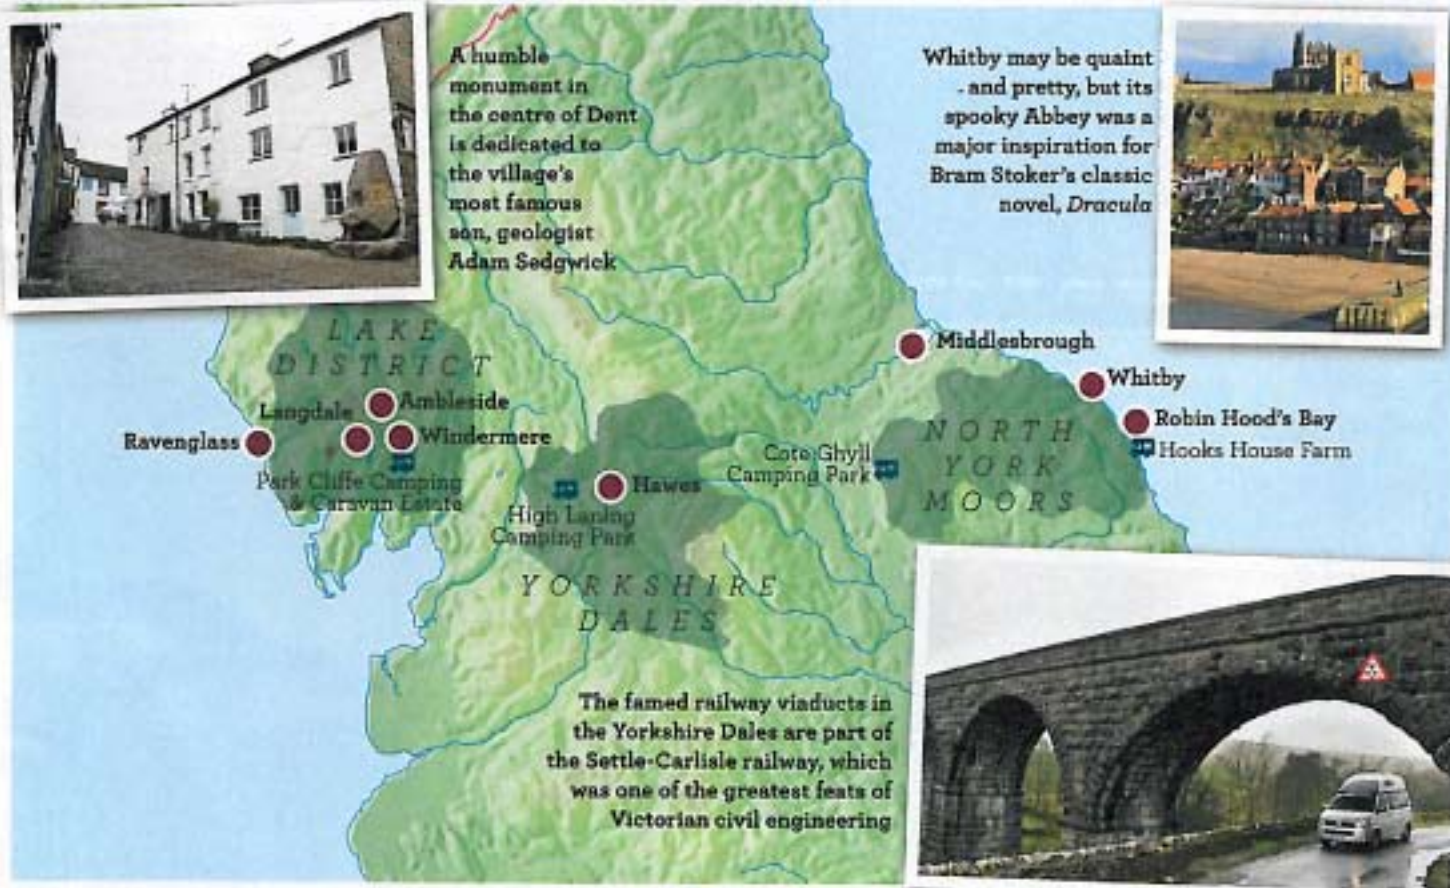 A humble
monument in
the centre of Dent
is dedicated to
the village's
most famous
son, geologist
Adam Sedgwick
Whitby may be quaint
- and pretty, but its
spooky Abbey was a
major inspiration for
Bram Stoker's classic
novel, Dracula
LAKE
DISTRICT
Ambleside
Langdale
Windermere
Ravenglass
Park Cliffe Camping
& Caravan Estate
Hawes
High Laning
Camping Park
YORKSHIRE
DALES
Middlesbrough
Whitby
Robin Hood's Bay
Hooks House Farm
Cote Ghyll
Camping Park
NORTH
YORK
MOORS
The famed railway viaducts in
the Yorkshire Dales are part of
the Settle-Carlisle railway, which
was one of the greatest feats of
Victorian civil engineering